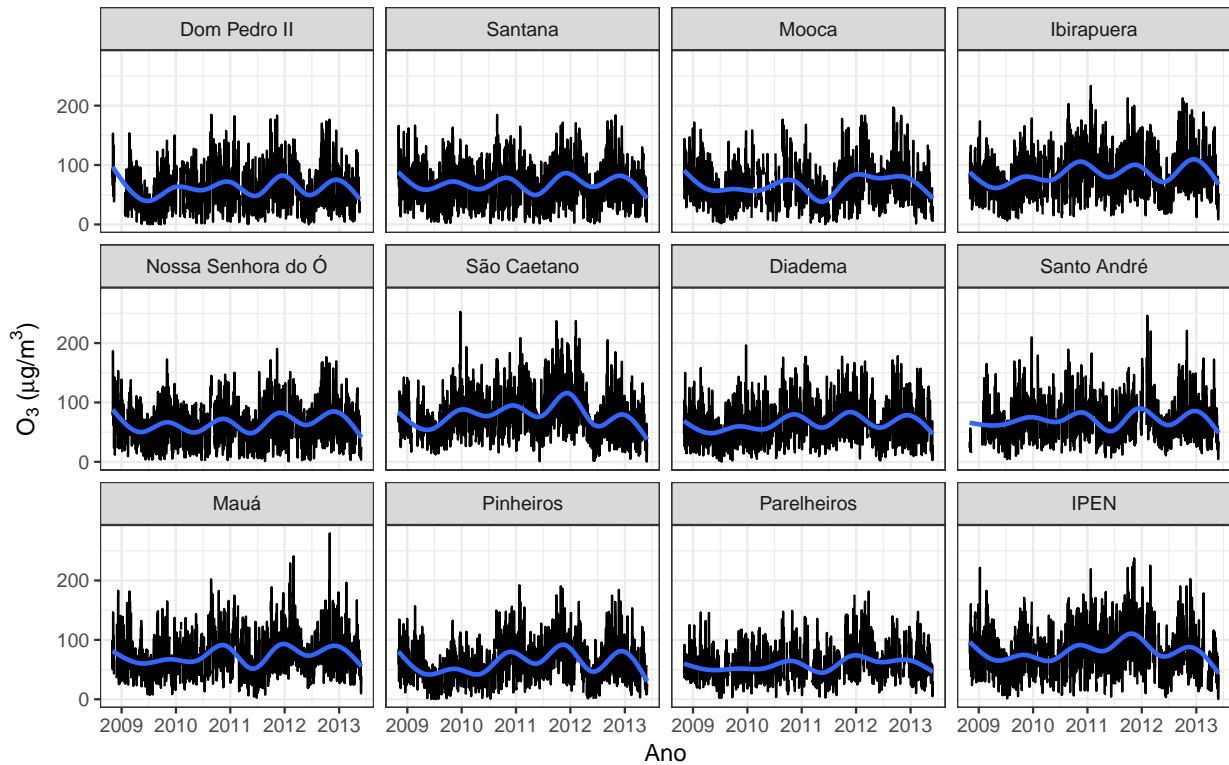 Dom Pedro II Santana Mooca Ibirapuera
200
100
0
Nossa Senhora do Ó São Caetano Diadema Santo André
O₃ (µg/m³)
200
100
0
Mauá Pinheiros Parelheiros IPEN
200
100
0
2009 2010 2011 2012 2013 2009 2010 2011 2012 2013 2009 2010 2011 2012 2013 2009 2010 2011 2012 2013
Ano